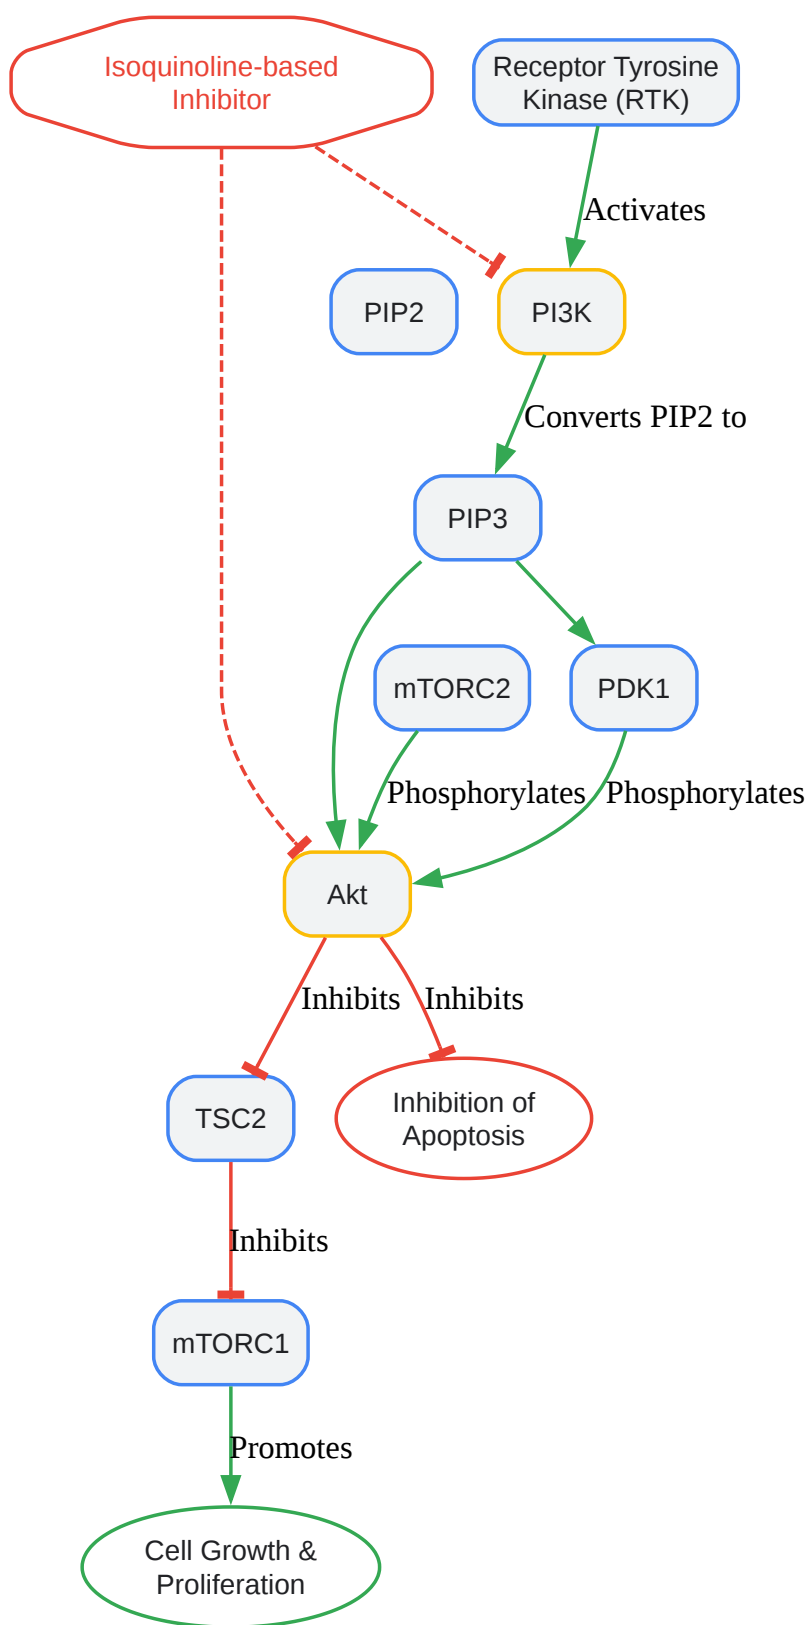 Isoquinoline-based
Inhibitor
Receptor Tyrosine
Kinase (RTK)
Activates
PIP2
PI3K
Converts PIP2 to
PIP3
mTORC2
PDK1
Phosphorylates
Phosphorylates
Akt
Inhibits
Inhibits
TSC2
Inhibition of
Apoptosis
Inhibits
mTORC1
Promotes
Cell Growth &
Proliferation